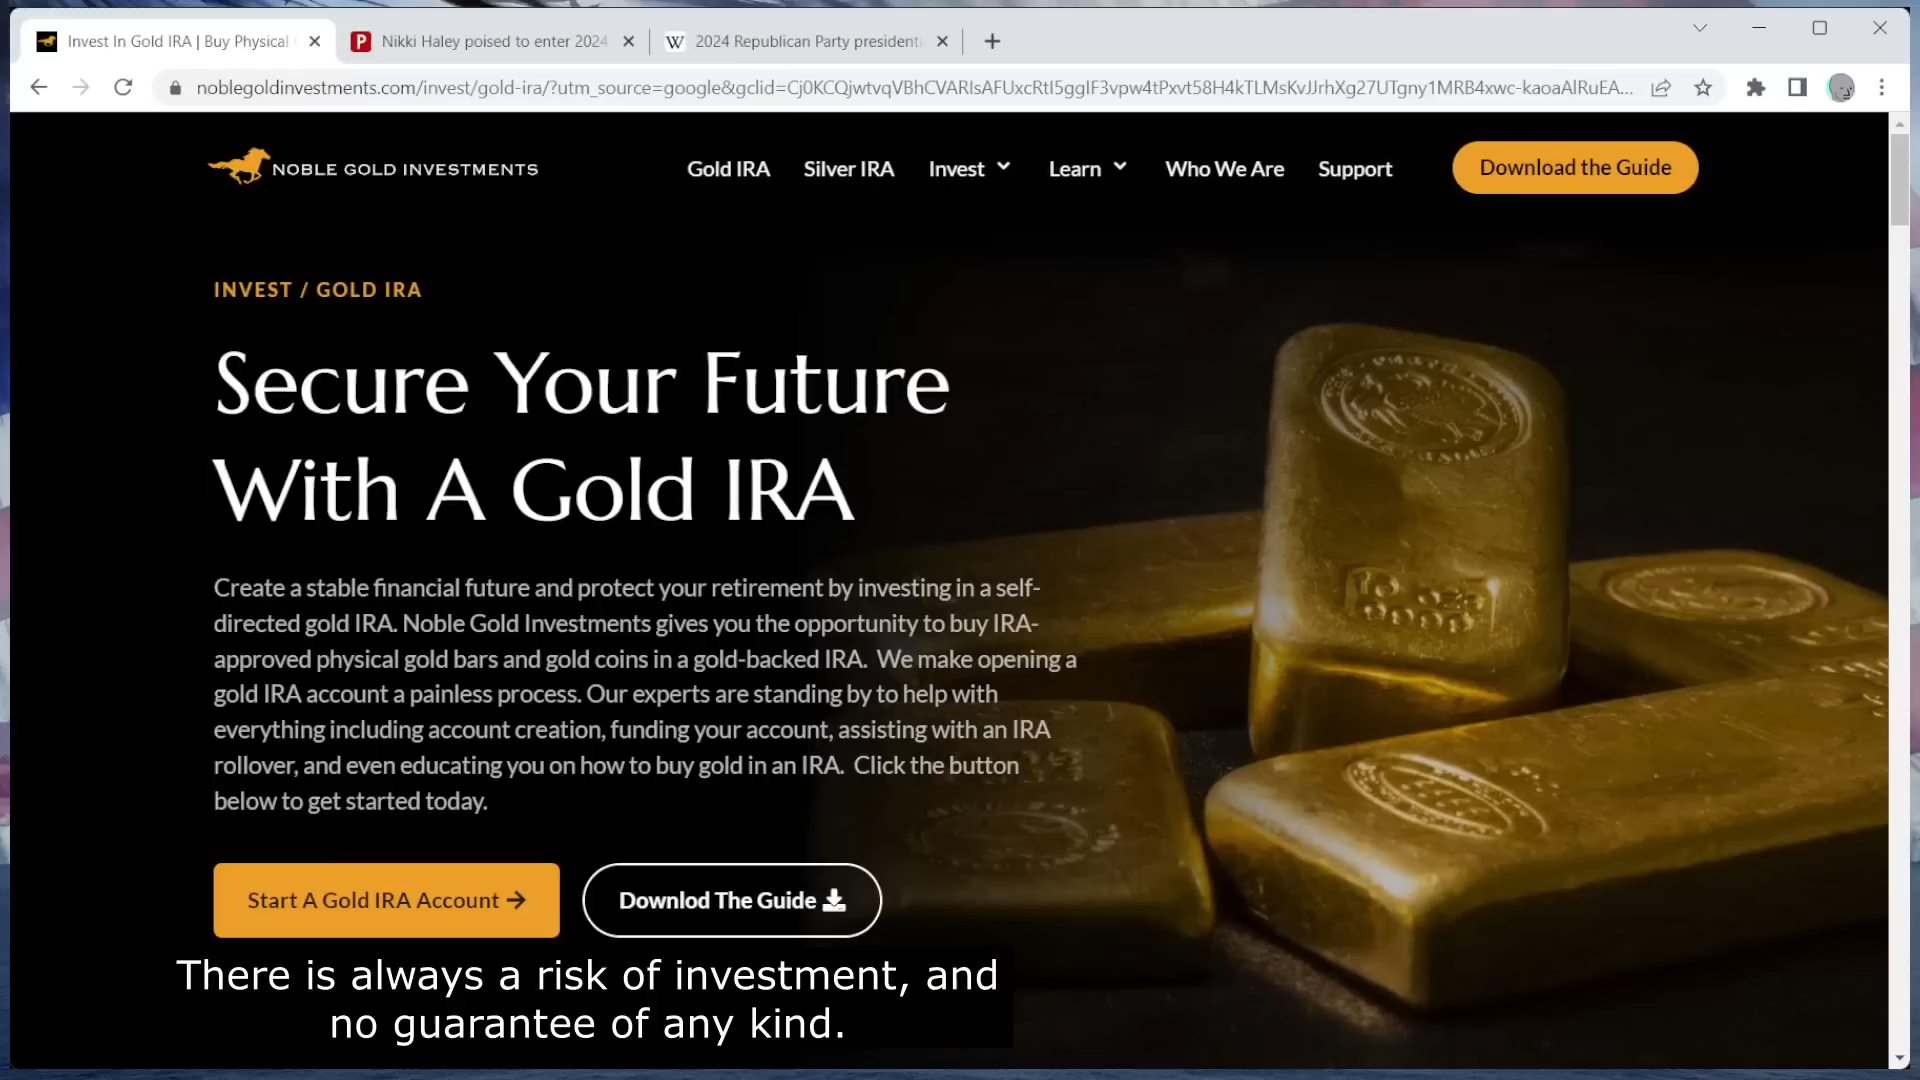 Invest In Gold IRA | Buy Physical
Nikki Haley poised to enter 2024
W 2024 Republican Party presidenti
noblegoldinvestments.com/invest/gold-ira/?utm_source=google&gclid=Cj0KCQjwtvqVBhCVARIsAFUxcRtI5ggIF3vpw4tPxvt58H4kTLMsKvJJrhXg27UTgny1MRB4xwc-kaoaAlRuEA...
NOBLE GOLD INVESTMENTS
Gold IRA Silver IRA Invest Learn Who We Are Support Download the Guide
INVEST / GOLD IRA
Secure Your Future
With A Gold IRA
Create a stable financial future and protect your retirement by investing in a self-
directed gold IRA. Noble Gold Investments gives you the opportunity to buy IRA-
approved physical gold bars and gold coins in a gold-backed IRA. We make opening a
gold IRA account a painless process. Our experts are standing by to help with
everything including account creation, funding your account, assisting with an IRA
rollover, and even educating you on how to buy gold in an IRA. Click the button
below to get started today.
Start A Gold IRA Account → Downlod The Guide
There is always a risk of investment, and
no guarantee of any kind.